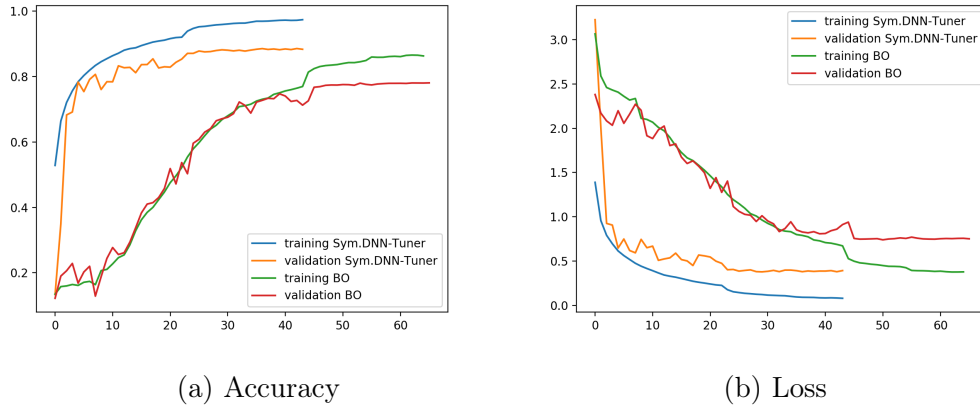 1.0
0.8
0.6
0.4
0.2
0
10
20
30
40
50
60
training Sym.DNN-Tuner
validation Sym.DNN-Tuner
training BO
validation BO
(a) Accuracy
3.0
2.5
2.0
1.5
1.0
0.5
0.0
0
10
20
30
40
50
60
training Sym.DNN-Tuner
validation Sym.DNN-Tuner
training BO
validation BO
(b) Loss